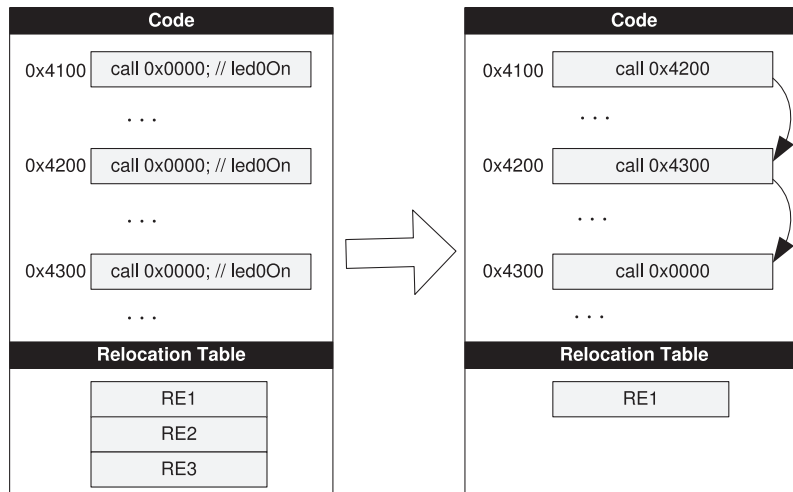 Code
0x4100 call 0x0000; // led0On
. . .
0x4200 call 0x0000; // led0On
. . .
0x4300 call 0x0000; // led0On
. . .
Relocation Table
RE1
RE2
RE3
Code
0x4100 call 0x4200
. . .
0x4200 call 0x4300
. . .
0x4300 call 0x0000
. . .
Relocation Table
RE1